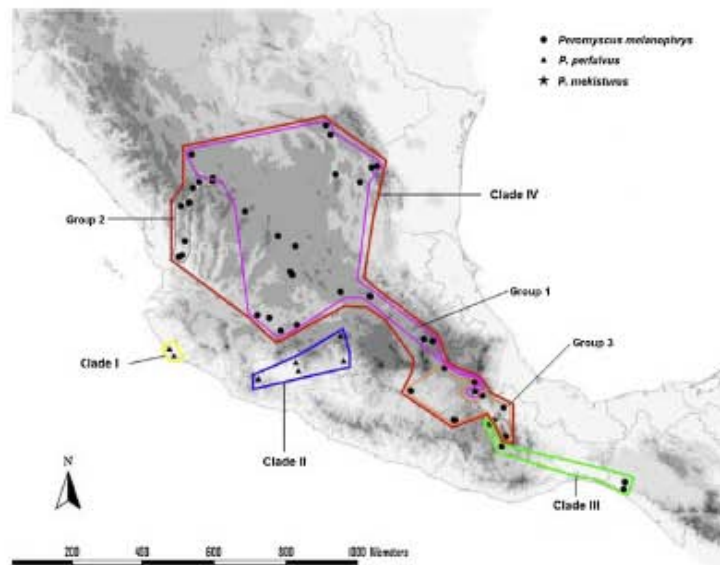 Peromyscus melanophrys
P. perfulvus
P. mekisturus
Clade IV
Group 2
Group 1
Group 3
Clade I
Clade II
Clade III
N
200 400 600 800 1000 Kilometers